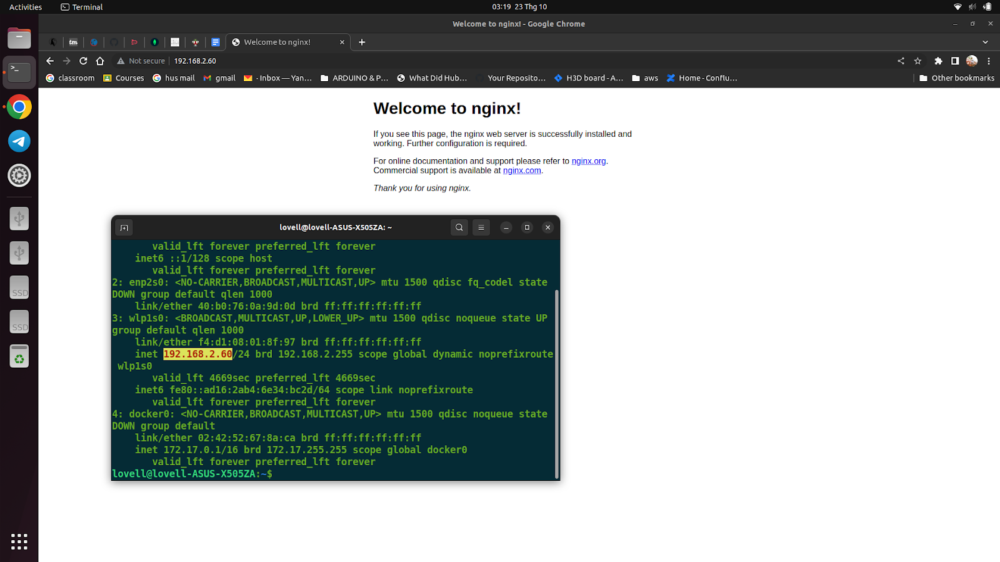 Activities
Terminal
03:19 23 Thg 10
Welcome to nginx! - Google Chrome
tm
Welcome to nginx!
Not secure
192.168.2.60
classroom
Courses
hus mail
gmail
· Inbox — Yan...
ARDUINO & P...
What Did Hub...
Your Reposito...
H3D board - A...
aws
Home - Conflu...
Other bookmarks
Welcome to nginx!
If you see this page, the nginx web server is successfully installed and
working. Further configuration is required.
For online documentation and support please refer to nginx.org.
Commercial support is available at nginx.com.
Thank you for using nginx.
lovell@lovell-ASUS-X505ZA: ~
valid_lft forever preferred_lft forever
inet6 ::1/128 scope host
valid_lft forever preferred_lft forever
2: enp2s0: <NO-CARRIER,BROADCAST,MULTICAST,UP> mtu 1500 qdisc fq_codel state
DOWN group default qlen 1000
link/ether 40:b0:76:0a:9d:0d brd ff:ff:ff:ff:ff:ff
3: wlp1s0: <BROADCAST,MULTICAST,UP,LOWER_UP> mtu 1500 qdisc noqueue state UP
group default qlen 1000
link/ether f4:d1:08:01:8f:97 brd ff:ff:ff:ff:ff:ff
inet 192.168.2.60/24 brd 192.168.2.255 scope global dynamic noprefixroute
wlp1s0
valid_lft 4669sec preferred_lft 4669sec
inet6 fe80::ad16:2ab4:6e34:bc2d/64 scope link noprefixroute
valid_lft forever preferred_lft forever
4: docker0: <NO-CARRIER,BROADCAST,MULTICAST,UP> mtu 1500 qdisc noqueue state
DOWN group default
link/ether 02:42:52:67:8a:ca brd ff:ff:ff:ff:ff:ff
inet 172.17.0.1/16 brd 172.17.255.255 scope global docker0
valid_lft forever preferred_lft forever
lovell@lovell-ASUS-X505ZA:~$
SSD
SSD